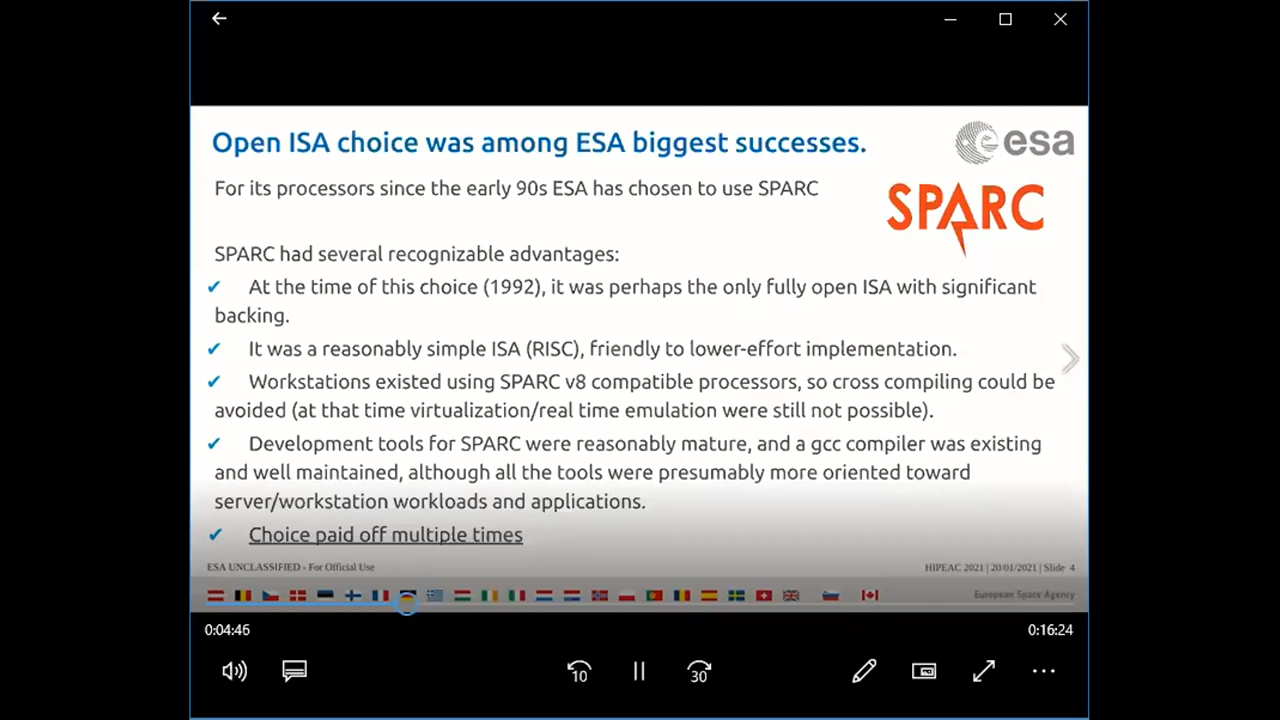 Open ISA choice was among ESA biggest successes.
esa
For its processors since the early 90s ESA has chosen to use SPARC
SPARC
SPARC had several recognizable advantages:
✔ At the time of this choice (1992), it was perhaps the only fully open ISA with significant
backing.
✔ It was a reasonably simple ISA (RISC), friendly to lower-effort implementation.
✔ Workstations existed using SPARC v8 compatible processors, so cross compiling could be
avoided (at that time virtualization/real time emulation were still not possible).
✔ Development tools for SPARC were reasonably mature, and a gcc compiler was existing
and well maintained, although all the tools were presumably more oriented toward
server/workstation workloads and applications.
✔ Choice paid off multiple times
ESA UNCLASSIFIED - For Official Use
HIPEAC 2021 | 20/01/2021 | Slide 4
European Space Agency
0:04:46
0:16:24
10
30